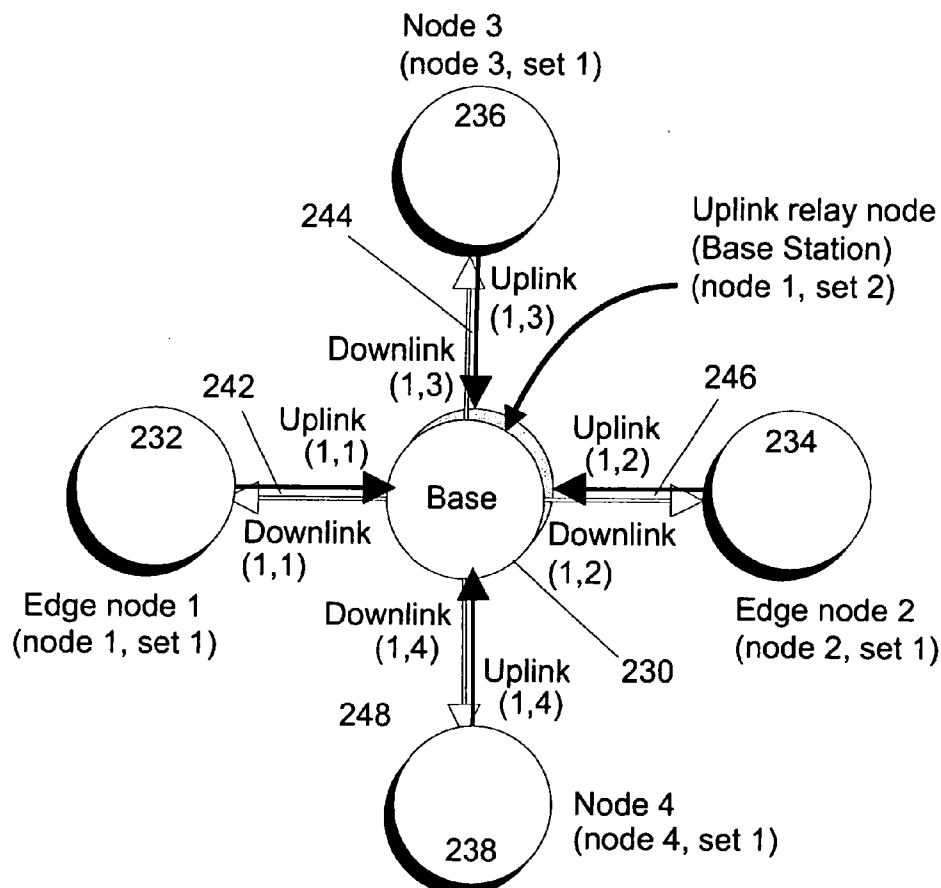 Node 3
(node 3, set 1)
236
244
Uplink relay node
(Base Station)
(node 1, set 2)
Uplink
(1,3)
Downlink
(1,3)
242
246
232
Uplink
(1,1)
Uplink
(1,2)
234
Base
Downlink
(1,1)
Downlink
(1,2)
Edge node 1
(node 1, set 1)
Downlink
(1,4)
Edge node 2
(node 2, set 1)
230
Uplink
(1,4)
248
Node 4
(node 4, set 1)
238